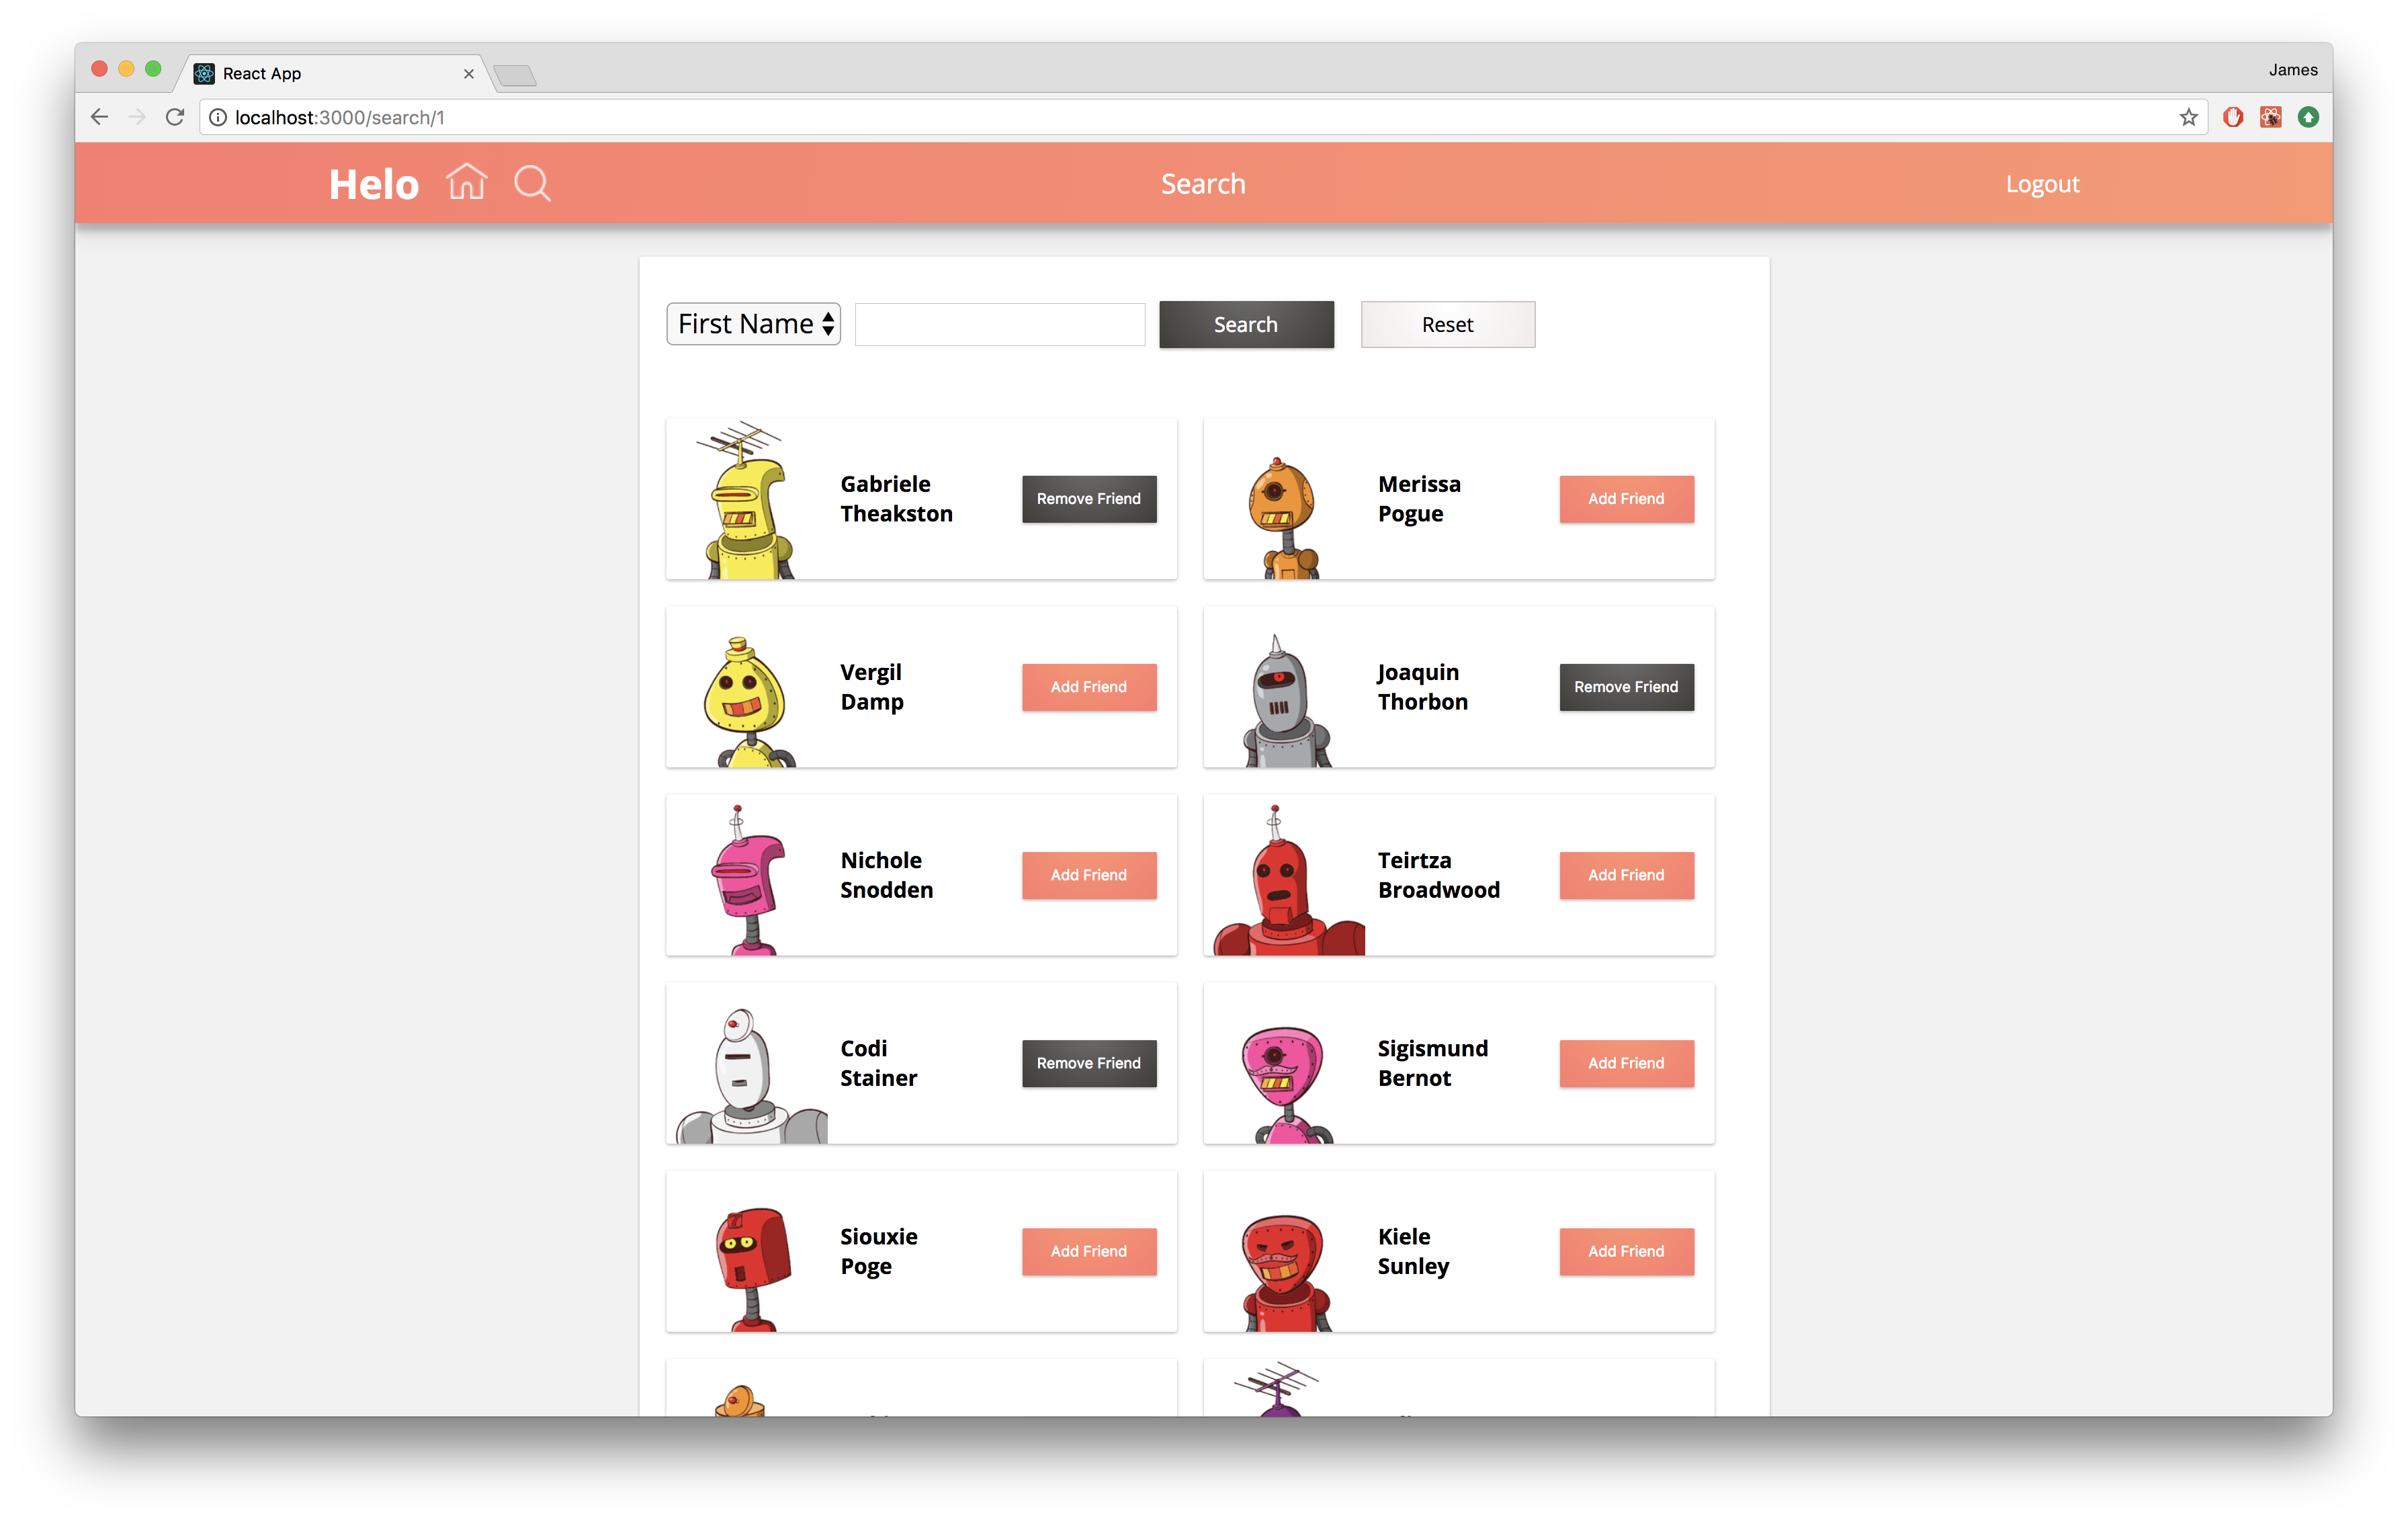 React App
James
localhost:3000/search/1
Helo
Search
Logout
First Name
Search
Reset
Gabriele
Theakston
Remove Friend
Merissa
Pogue
Add Friend
Vergil
Damp
Add Friend
Joaquin
Thorbon
Remove Friend
Nichole
Snodden
Add Friend
Teirtza
Broadwood
Add Friend
Codi
Stainer
Remove Friend
Sigismund
Bernot
Add Friend
Siouxie
Poge
Add Friend
Kiele
Sunley
Add Friend